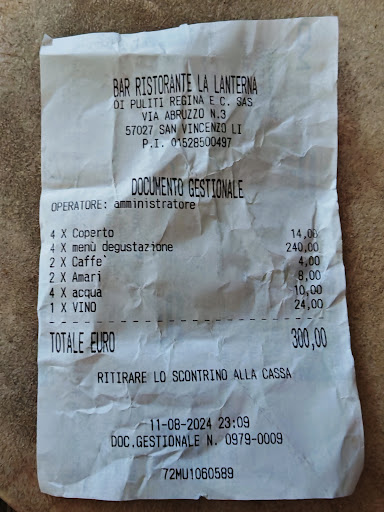 BAR RISTORANTE LA LANTERNA
DI PULITI REGINA E C. SAS
VIA ABRUZZO N.3
57027 SAN VINCENZO LI
P.I. 01528500497
DOCUMENTO GESTIONALE
OPERATORE: amministratore
4 X Coperto 14,00
4 X menù degustazione 240,00
2 X Caffe` 4,00
2 X Amari 8,00
4 X acqua 10,00
1 X VINO 24,00
TOTALE EURO 300,00
RITIRARE LO SCONTRINO ALLA CASSA
11-08-2024 23:09
DOC.GESTIONALE N. 0979-0009
72MU1060589